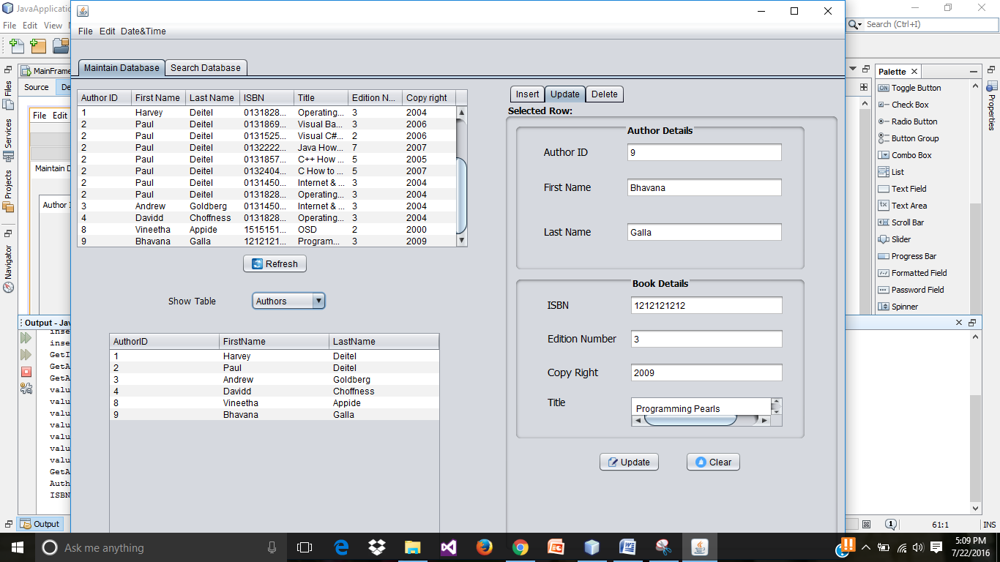 JavaApplication
File Edit View
Search (Ctrl+I)
File Edit Date&Time
Maintain Database Search Database
MainFrame
Source De
File Edit
Maintain D
Author I
Files
Services
Projects
Navigator
Author ID First Name Last Name ISBN Title Edition N... Copy right
1 Harvey Deitel 0131828... Operating... 3 2004
2 Paul Deitel 0131869... Visual Ba... 3 2006
2 Paul Deitel 0131525... Visual C#... 2 2006
2 Paul Deitel 0132222... Java How... 7 2007
2 Paul Deitel 0131857... C++ How ... 5 2005
2 Paul Deitel 0132404... C How to ... 5 2007
2 Paul Deitel 0131450... Internet & ... 3 2004
2 Paul Deitel 0131828... Operating... 3 2004
3 Andrew Goldberg 0131450... Internet & ... 3 2004
4 Davidd Choffness 0131828... Operating... 3 2004
8 Vineetha Appide 1515151... OSD 2 2000
9 Bhavana Galla 1212121... Program... 3 2009
Refresh
Show Table Authors
AuthorID FirstName LastName
1 Harvey Deitel
2 Paul Deitel
3 Andrew Goldberg
4 Davidd Choffness
8 Vineetha Appide
9 Bhavana Galla
Insert Update Delete
Selected Row:
Author Details
Author ID 9
First Name Bhavana
Last Name Galla
Book Details
ISBN 1212121212
Edition Number 3
Copy Right 2009
Title Programming Pearls
Update Clear
Palette
Toggle Button
Check Box
Radio Button
Button Group
Combo Box
List
Text Field
Text Area
Scroll Bar
Slider
Progress Bar
Formatted Field
Password Field
Spinner
Properties
Output - Jav
inse
inse
GetI
GetA
GetA
valu
valu
valu
valu
valu
valu
valu
GetA
Auth
ISBN
Output
1 61:1 INS
Ask me anything
5:09 PM
7/22/2016